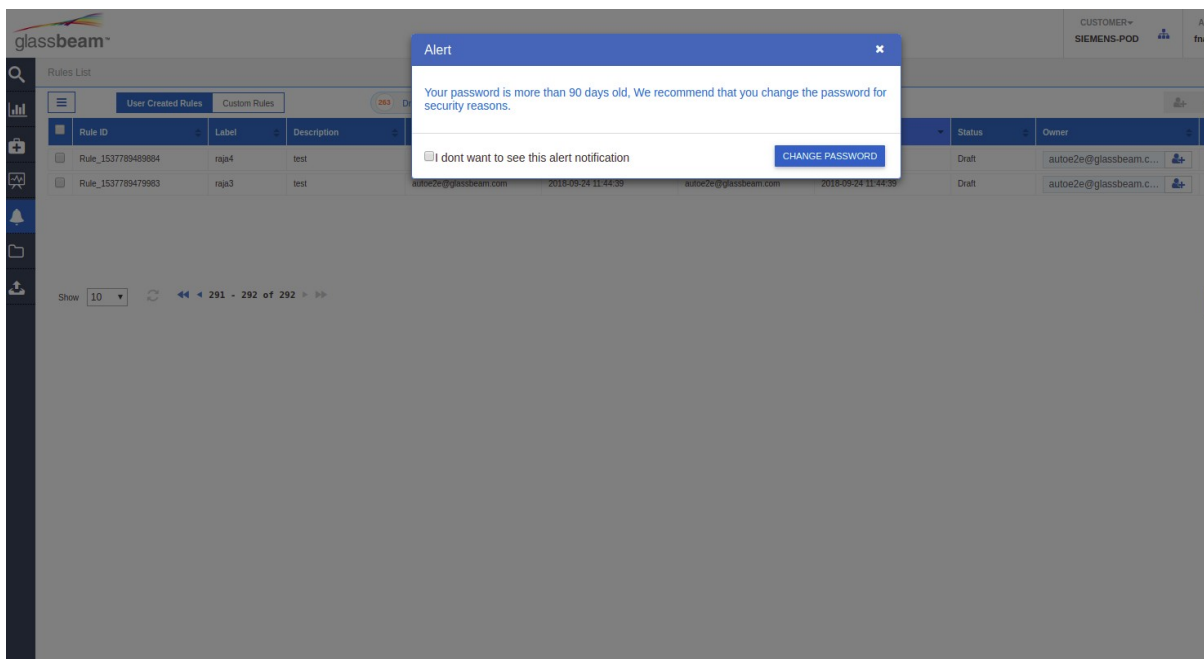 glassbeam™
CUSTOMER
SIEMENS-POD
Rules List
Alert
Your password is more than 90 days old, We recommend that you change the password for
security reasons.
I dont want to see this alert notification
CHANGE PASSWORD
User Created Rules Custom Rules 263
Rule ID Label Description Status Owner
Rule_1537789489884 raja4 test Draft autoe2e@glassbeam.c...
Rule_1537789479983 raja3 test autoe2e@glassbeam.com 2018-09-24 11:44:39 autoe2e@glassbeam.com 2018-09-24 11:44:39 Draft autoe2e@glassbeam.c...
Show 10 291 - 292 of 292